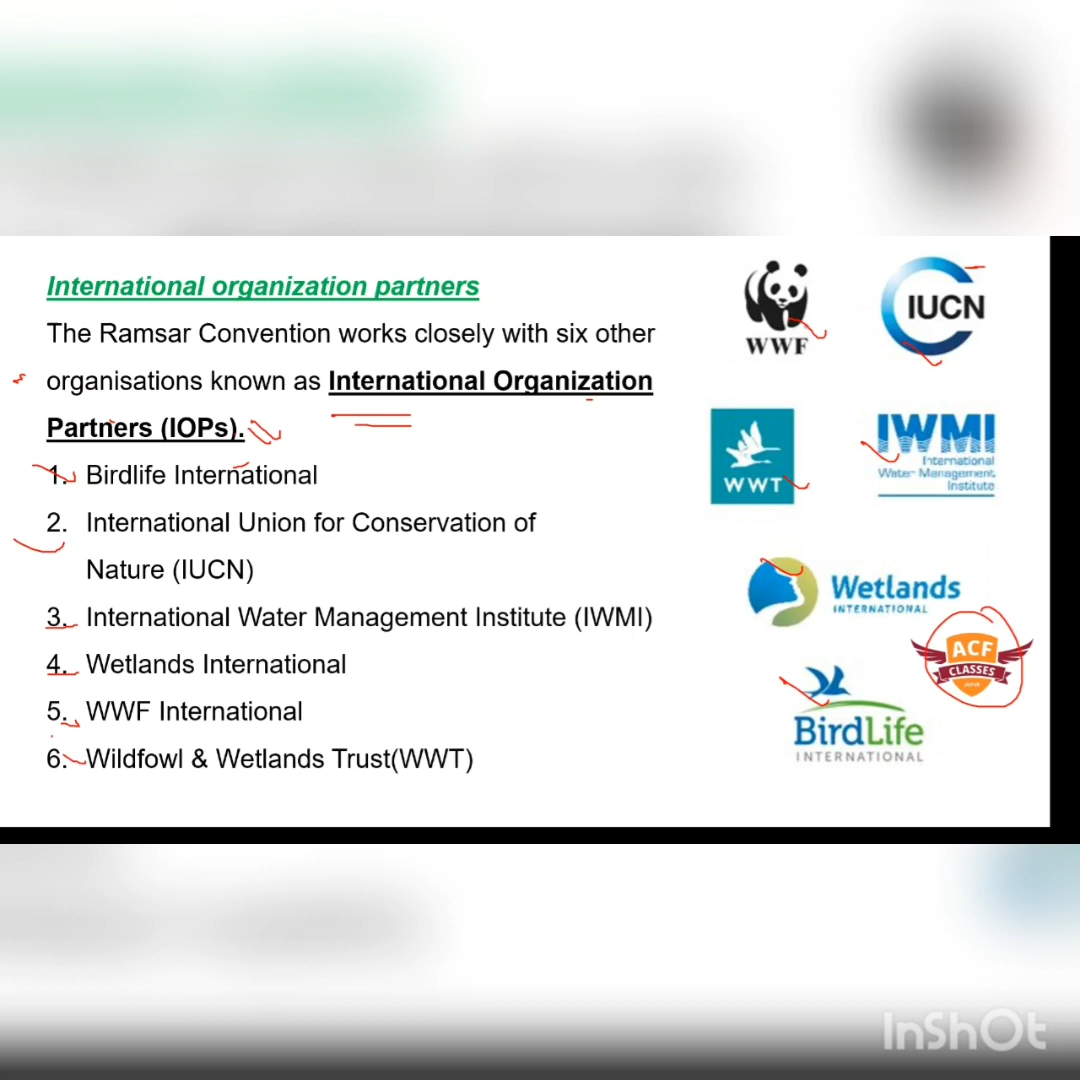 International organization partners
The Ramsar Convention works closely with six other
organisations known as International Organization
Partners (IOPs).
1. Birdlife International
2. International Union for Conservation of
Nature (IUCN)
3. International Water Management Institute (IWMI)
4. Wetlands International
5. WWF International
6. Wildfowl & Wetlands Trust(WWT)
WWF
IUCN
WWT
IWMI
International
Water Management
Institute
Wetlands
INTERNATIONAL
ACF
CLASSES
BirdLife
INTERNATIONAL
InShOt